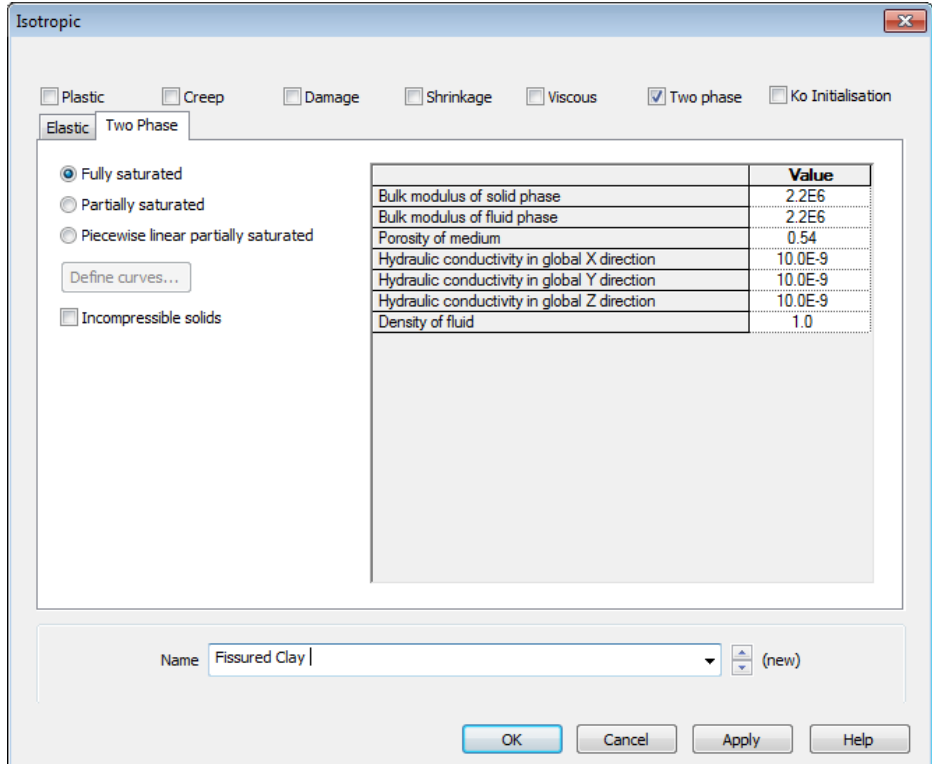 Isotropic
Plastic Creep Damage Shrinkage Viscous Two phase Ko Initialisation
Elastic Two Phase
Fully saturated
Partially saturated
Piecewise linear partially saturated
Define curves...
Incompressible solids
Value
Bulk modulus of solid phase 2.2E6
Bulk modulus of fluid phase 2.2E6
Porosity of medium 0.54
Hydraulic conductivity in global X direction 10.0E-9
Hydraulic conductivity in global Y direction 10.0E-9
Hydraulic conductivity in global Z direction 10.0E-9
Density of fluid 1.0
Name Fissured Clay (new)
OK Cancel Apply Help